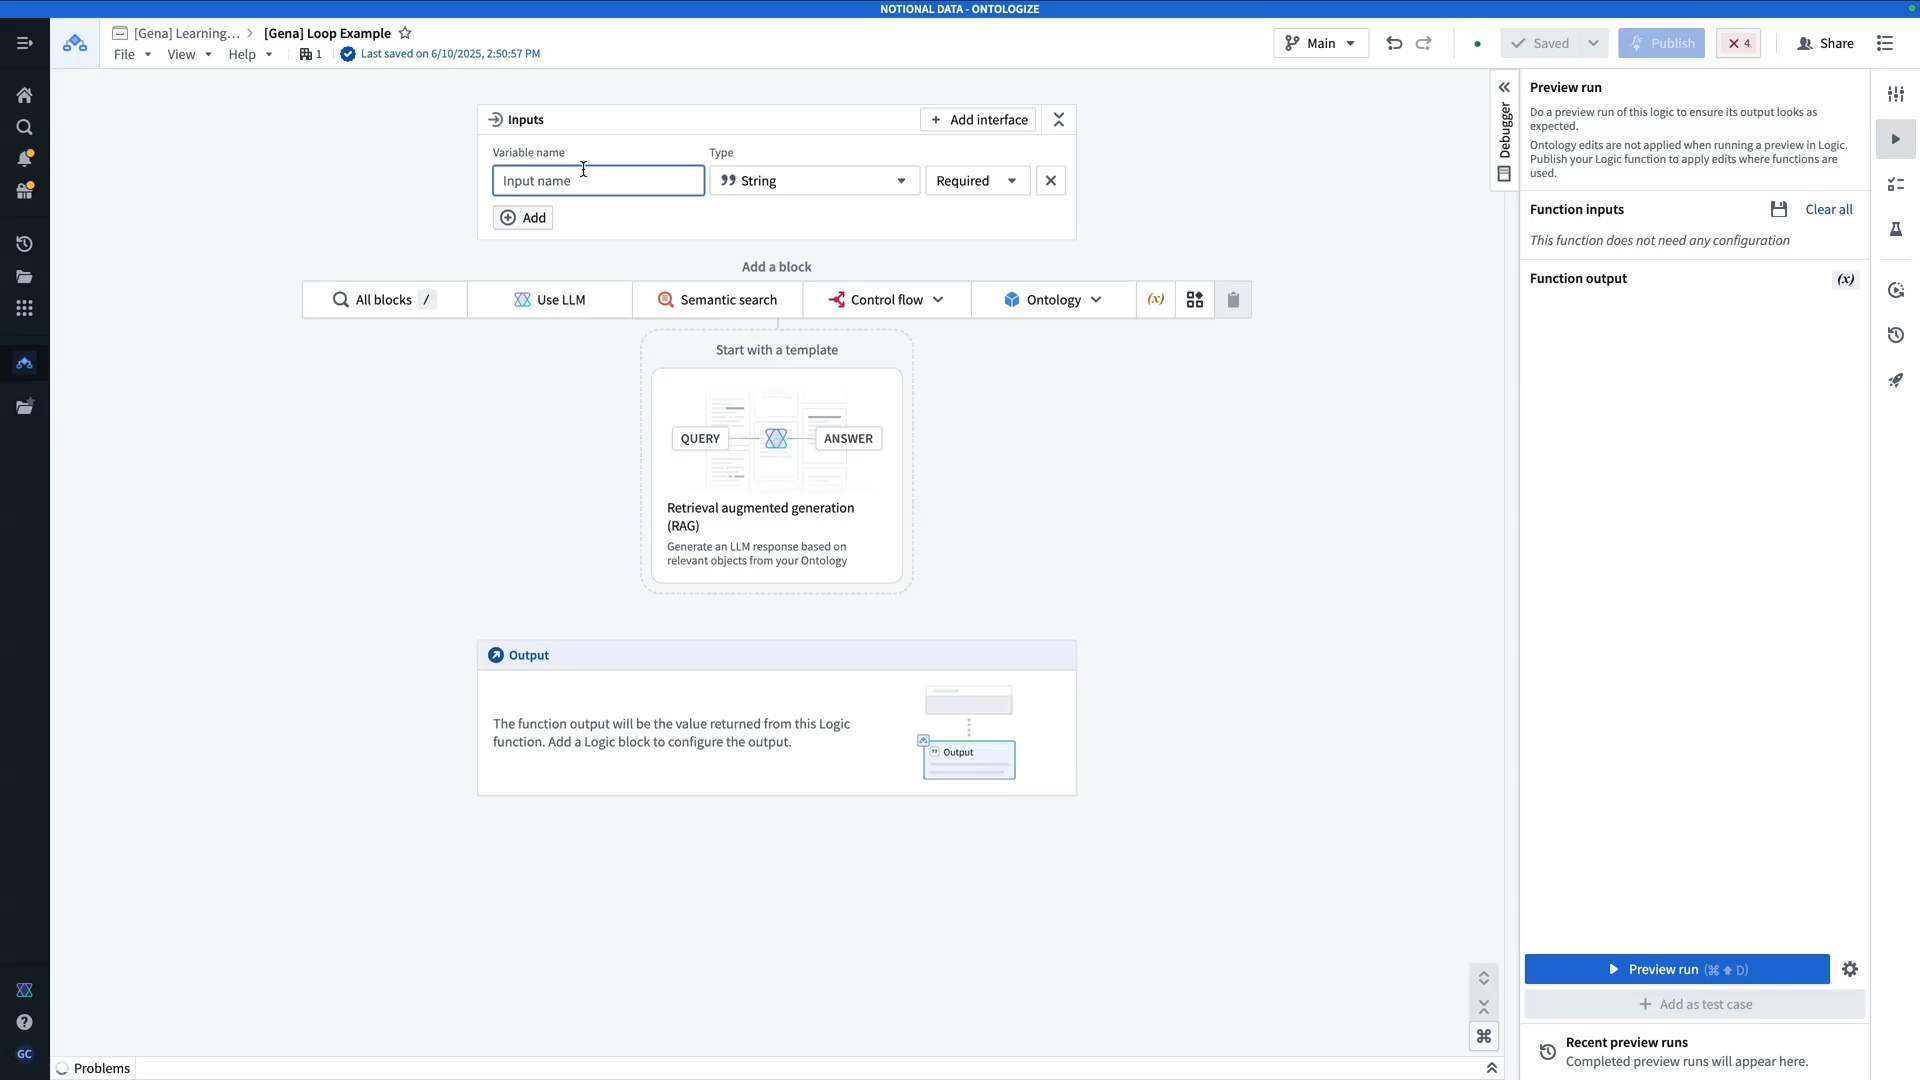 NOTIONAL DATA - ONTOLOGIZE
[Gena] Learning... > [Gena] Loop Example
File View Help 1 Last saved on 6/10/2025, 2:50:57 PM
Main
Saved
Publish
4
Share
Inputs
Add interface
Variable name Type
Input name
String
Required
Add
Add a block
All blocks /
Use LLM
Semantic search
Control flow
Ontology
(x)
Start with a template
QUERY
ANSWER
Retrieval augmented generation
(RAG)
Generate an LLM response based on
relevant objects from your Ontology
Output
The function output will be the value returned from this Logic
function. Add a Logic block to configure the output.
Output
Debugger
Preview run
Do a preview run of this logic to ensure its output looks as
expected.
Ontology edits are not applied when running a preview in Logic.
Publish your Logic function to apply edits where functions are
used.
Function inputs
Clear all
This function does not need any configuration
Function output
(x)
Preview run (⌘ ⬆ D)
Add as test case
Recent preview runs
Completed preview runs will appear here.
GC
Problems